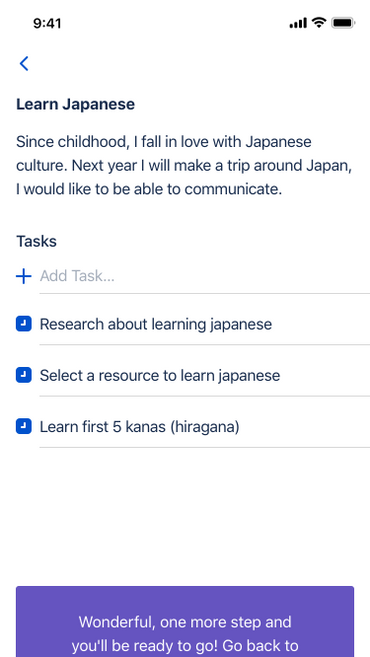 9:41
Learn Japanese
Since childhood, I fall in love with Japanese
culture. Next year I will make a trip around Japan,
I would like to be able to communicate.
Tasks
Add Task...
Research about learning japanese
Select a resource to learn japanese
Learn first 5 kanas (hiragana)
Wonderful, one more step and
you'll be ready to go! Go back to